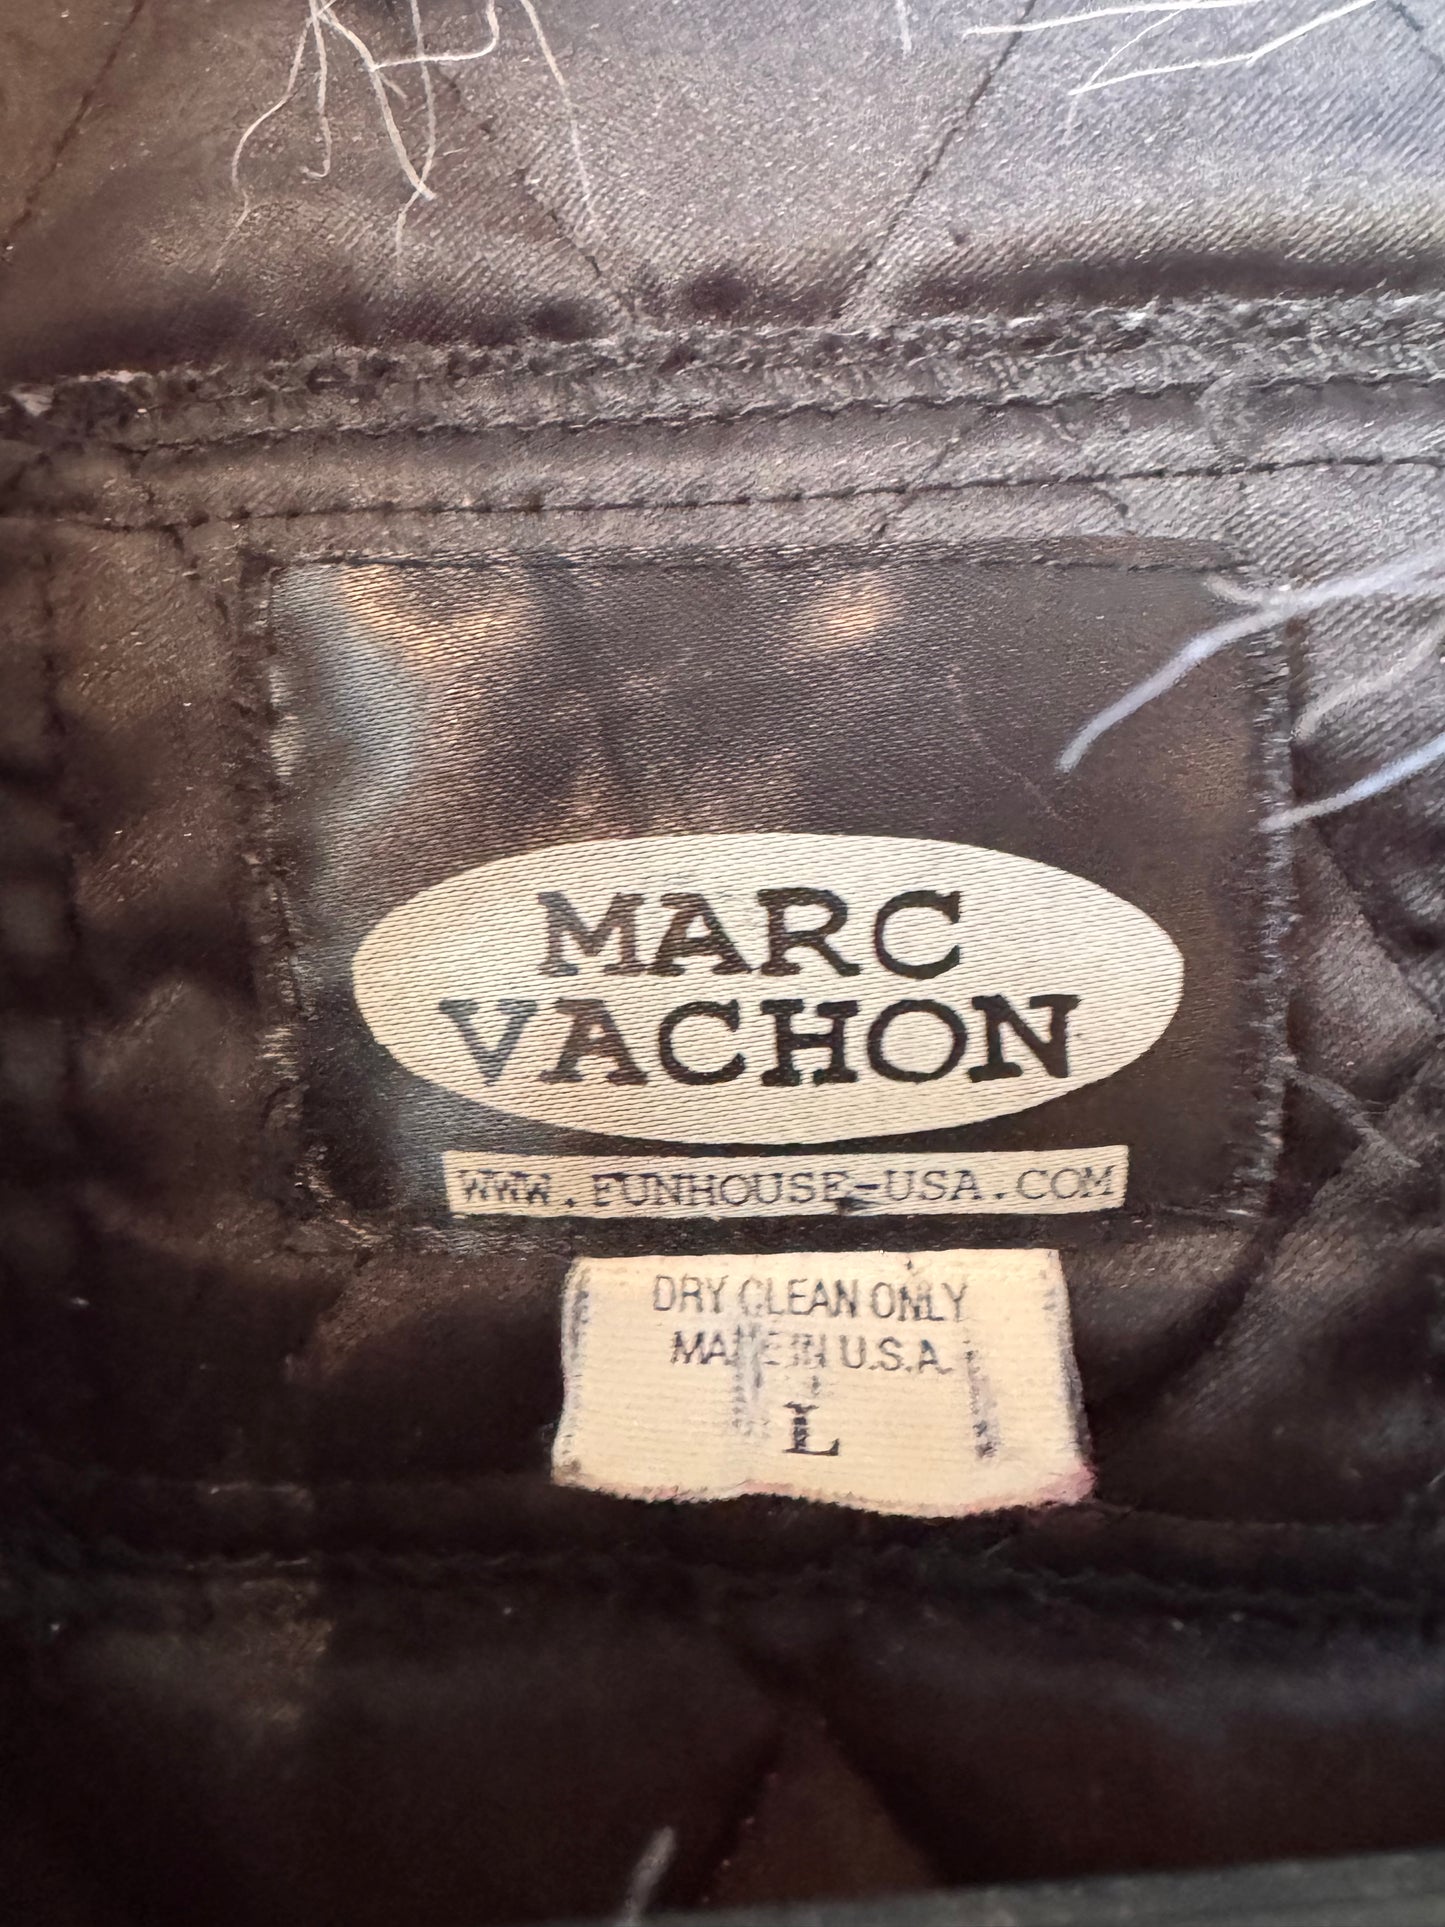 MARC
VACHON
WWW.FUNHOUSE-USA.COM
DRY CLEAN ONLY
MADE IN U.S.A.
L